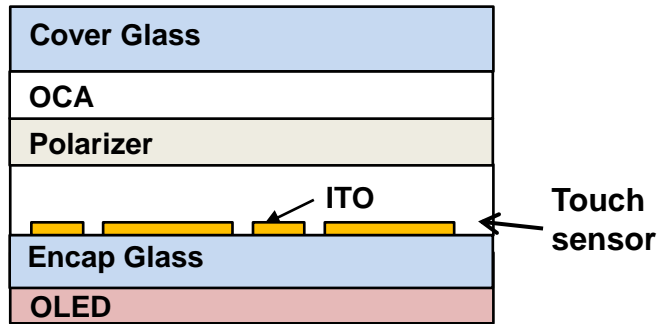 Cover Glass
OCA
Polarizer
ITO
Touch
sensor
Encap Glass
OLED